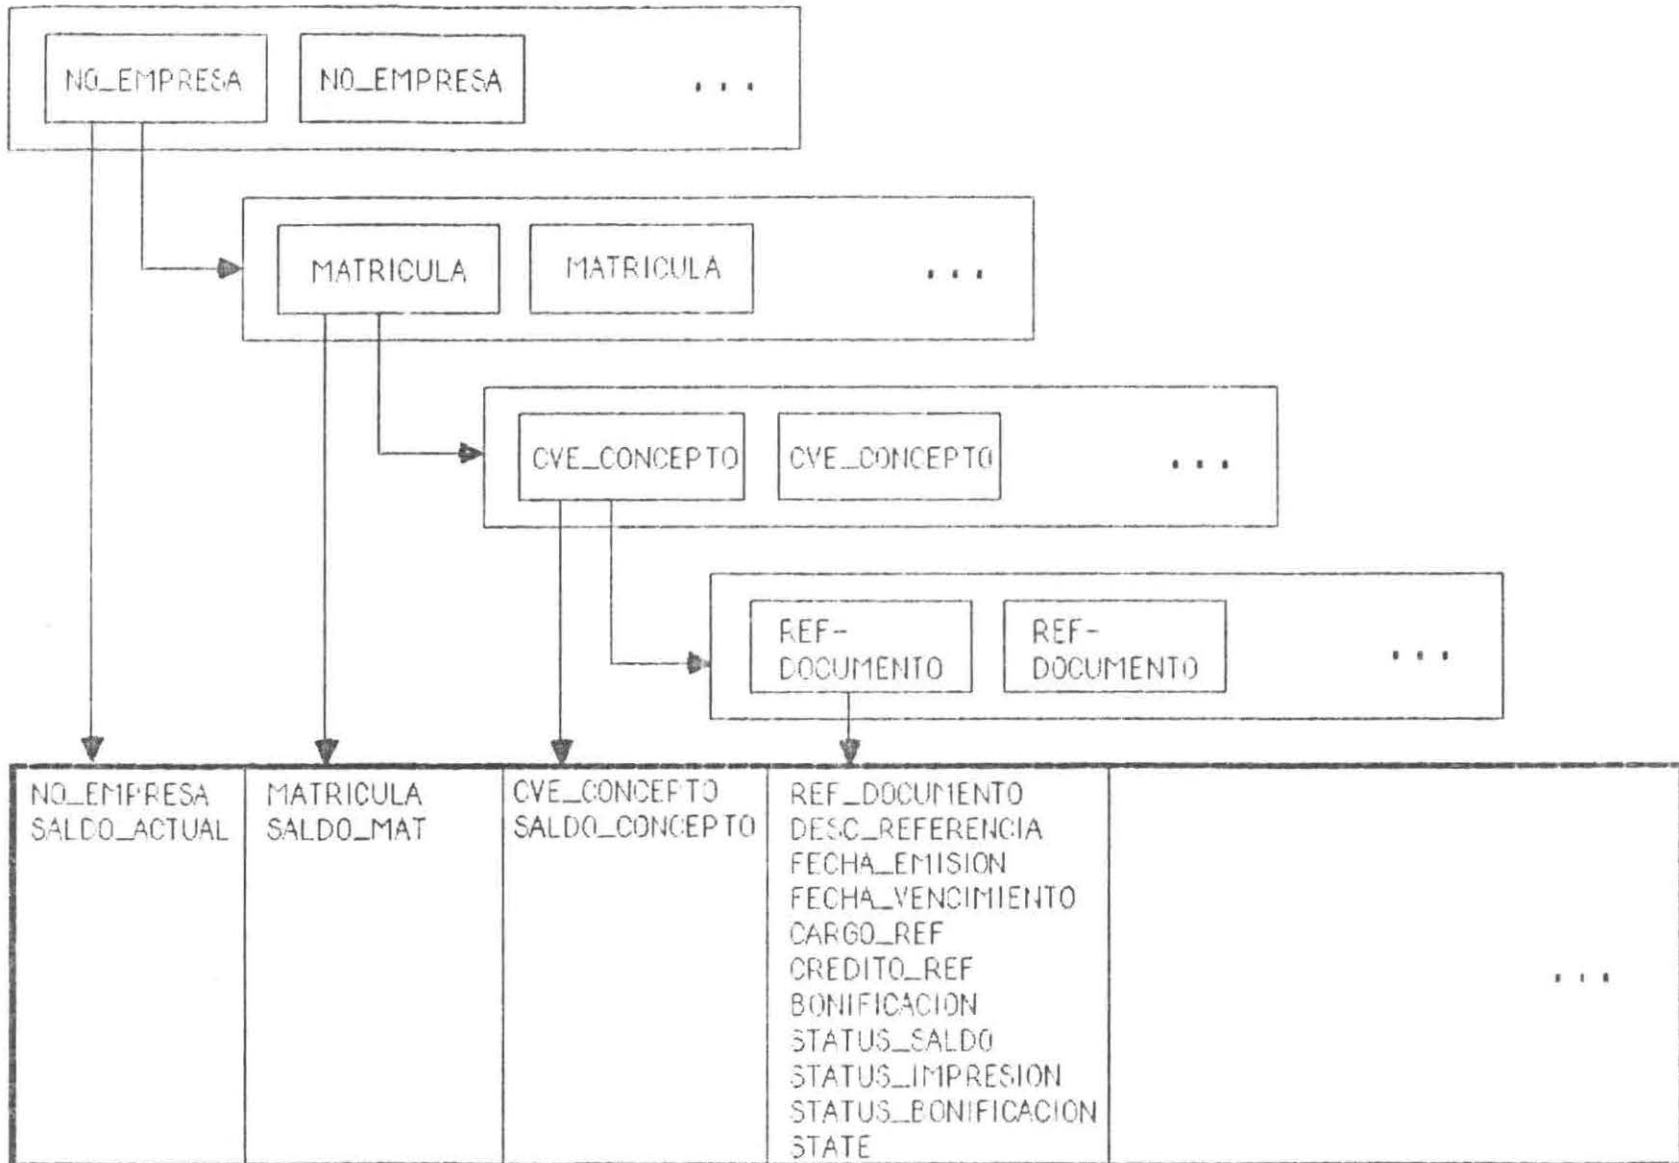 NO_EMPRESA NO_EMPRESA ...
MATRICULA MATRICULA ...
CVE_CONCEPTO CVE_CONCEPTO ...
REF-
DOCUMENTO
REF-
DOCUMENTO
...
NO_EMPRESA
SALDO_ACTUAL
MATRICULA
SALDO_MAT
CVE_CONCEPTO
SALDO_CONCEPTO
REF_DOCUMENTO
DESC_REFERENCIA
FECHA_EMISION
FECHA_VENCIMIENTO
CARGO_REF
CREDITO_REF
BONIFICACION
STATUS_SALDO
STATUS_IMPRESION
STATUS_BONIFICACION
STATE
...